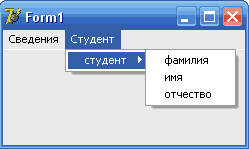 Form1
Сведения Студент
студент
фамилия
имя
отчество